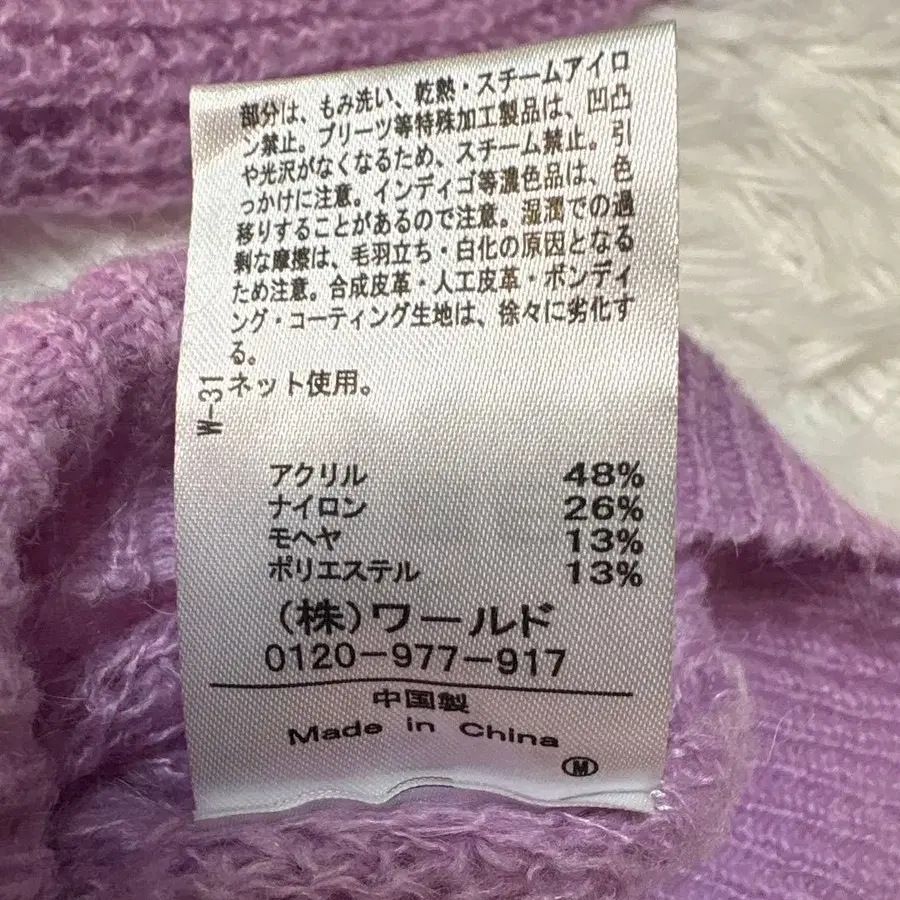 部分は、もみ洗い、乾熱・スチームアイロ
ン禁止。プリーツ等特殊加工製品は、凹凸
や光沢がなくなるため、スチーム禁止。引
っかけに注意。インディゴ等濃色品は、色
移りすることがあるので注意。湿潤での過
剰な摩擦は、毛羽立ち・白化の原因となる
ため注意。合成皮革・人工皮革・ボンディ
ング・コーティング生地は、徐々に劣化す
る。
ネット使用。
W-31
アクリル 48%
ナイロン 26%
モヘヤ 13%
ポリエステル 13%
(株)ワールド
0120-977-917
中国製
Made in China
M